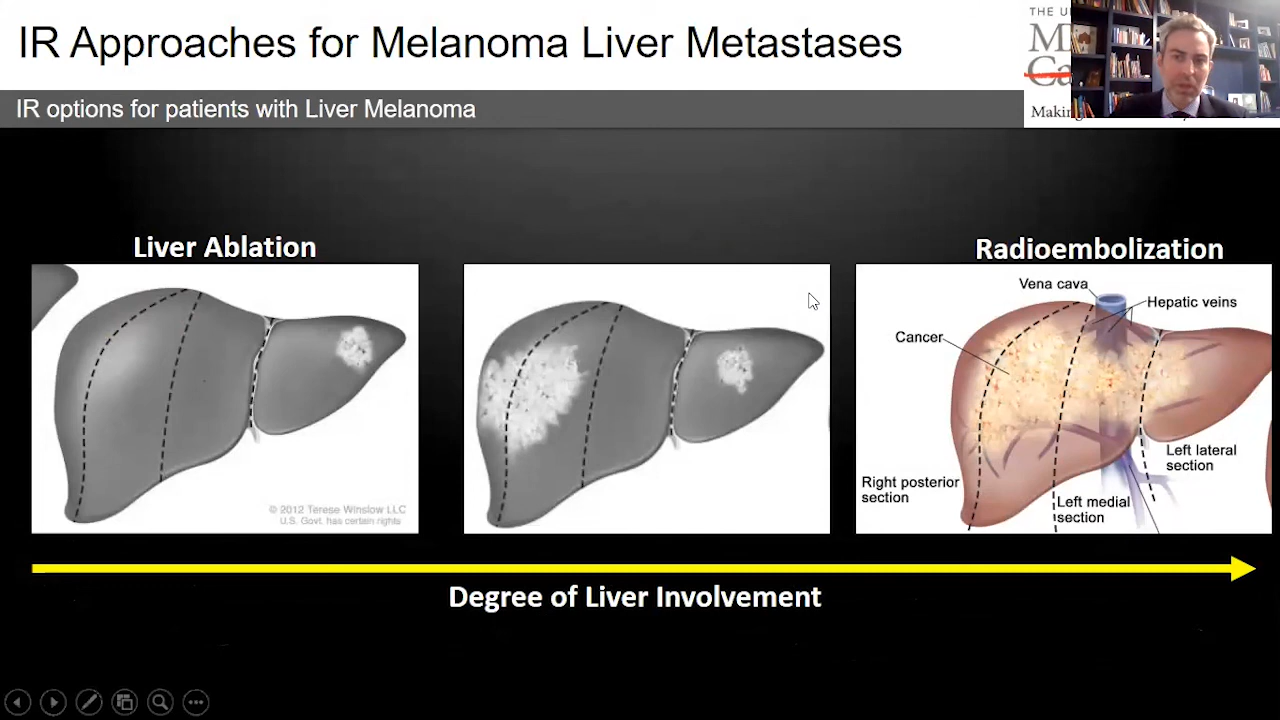 IR Approaches for Melanoma Liver Metastases
THE U
IR options for patients with Liver Melanoma
Liver Ablation
Radioembolization
© 2012 Terese Winslow LLC
U.S. Govt. has certain rights
Vena cava
Hepatic veins
Cancer
Right posterior
section
Left medial
section
Left lateral
section
Degree of Liver Involvement